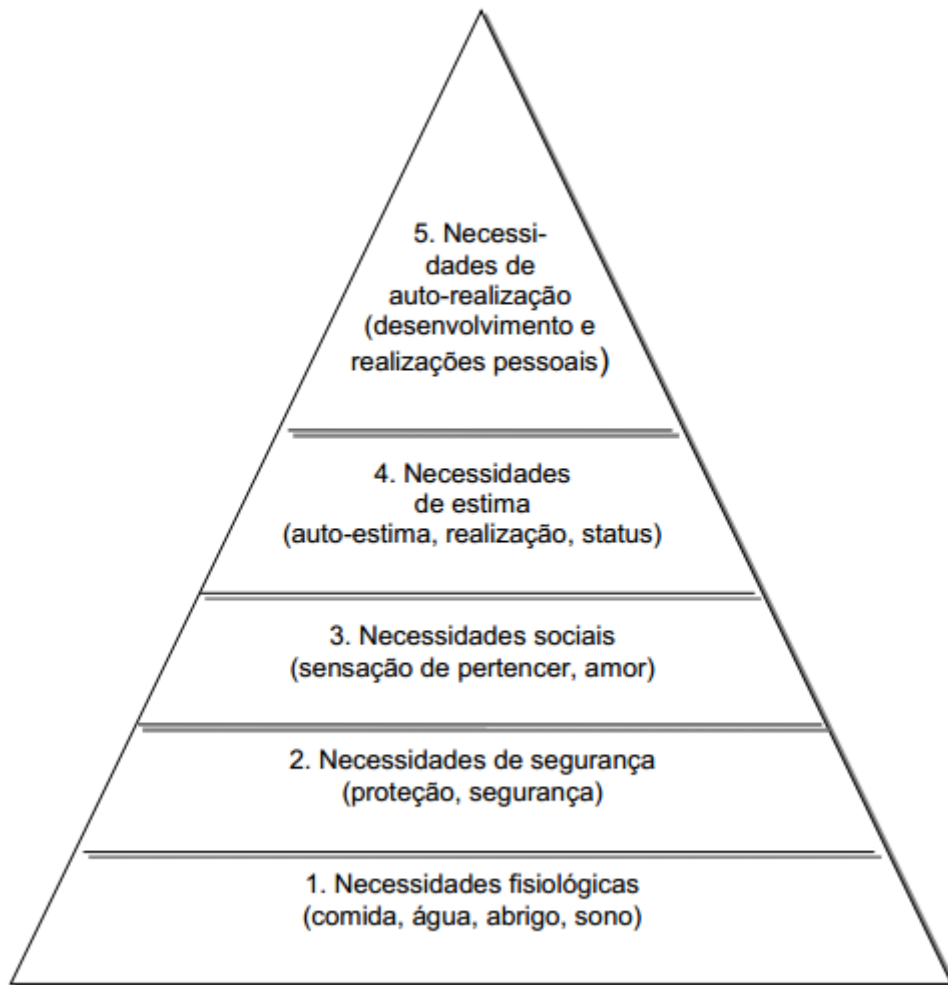 5. Necessi-
dades de
auto-realização
(desenvolvimento e
realizações pessoais)
4. Necessidades
de estima
(auto-estima, realização, status)
3. Necessidades sociais
(sensação de pertencer, amor)
2. Necessidades de segurança
(proteção, segurança)
1. Necessidades fisiológicas
(comida, água, abrigo, sono)